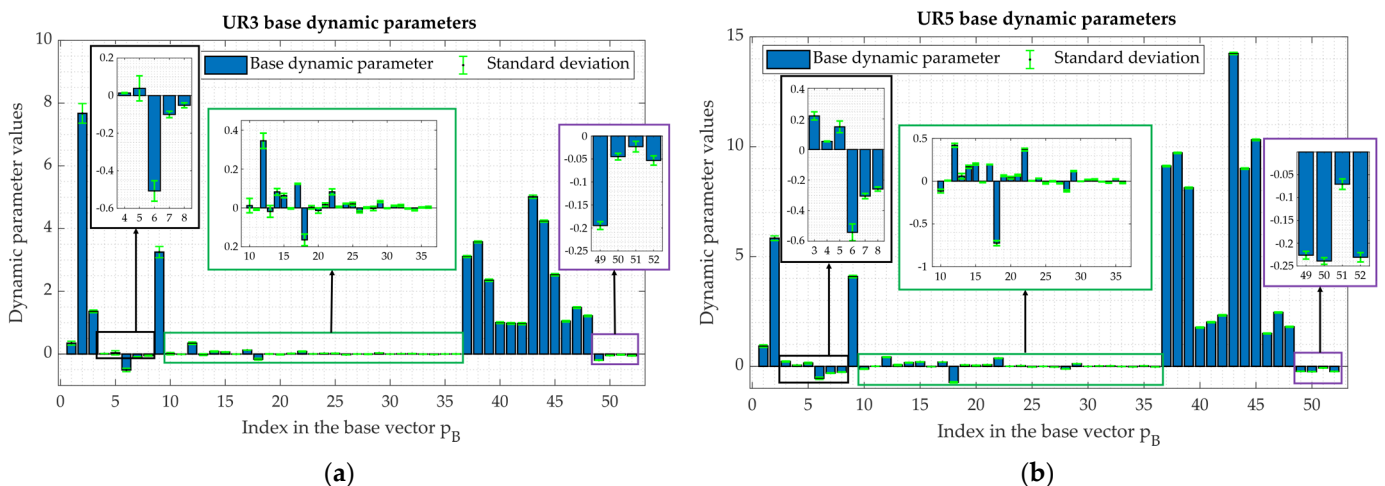 UR3 base dynamic parameters
10
8
6
4
2
0
-2 0
Dynamic parameter values
Base dynamic parameter Standard deviation
0.2
0
-0.2
-0.4
-0.6
4 5 6 7 8
0.4
0.2
0
0.2
10 15 20 25 30 35
0
-0.05
-0.1
-0.15
-0.2
-0.25
49 50 51 52
0 5 10 15 20 25 30 35 40 45 50
Index in the base vector pB
(a)
UR5 base dynamic parameters
15
10
5
0
Dynamic parameter values
Base dynamic parameter Standard deviation
0.4
0.2
0
-0.2
-0.4
-0.6
3 4 5 6 7 8
0.5
0
-0.5
-1
10 15 20 25 30 35
-0.05
-0.1
-0.15
-0.2
-0.25
49 50 51 52
0 5 10 15 20 25 30 35 40 45 50
Index in the base vector pB
(b)